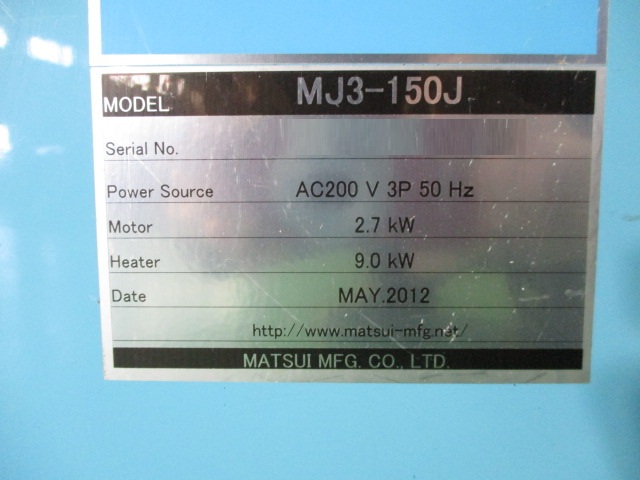 MODEL MJ3-150J
Serial No.
Power Source AC200 V 3P 50 Hz
Motor 2.7 kW
Heater 9.0 kW
Date MAY.2012
http://www.matsui-mfg.net/
MATSUI MFG. CO., LTD.